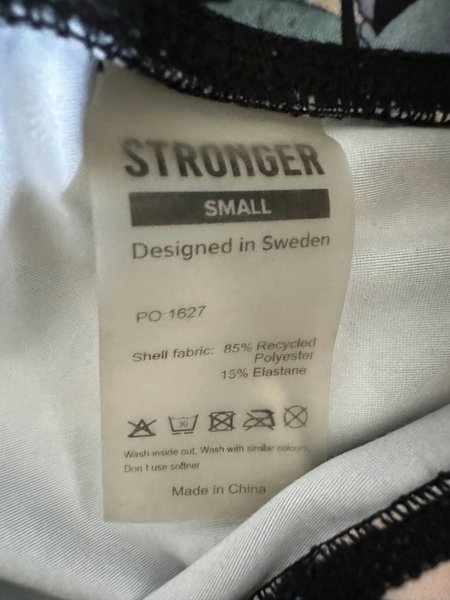 STRONGER
SMALL
Designed in Sweden
PO 1627
Shell fabric: 85% Recycled
Polyester
15% Elastane
30
Wash inside out, Wash with similar colours,
Don t use softner
Made in China